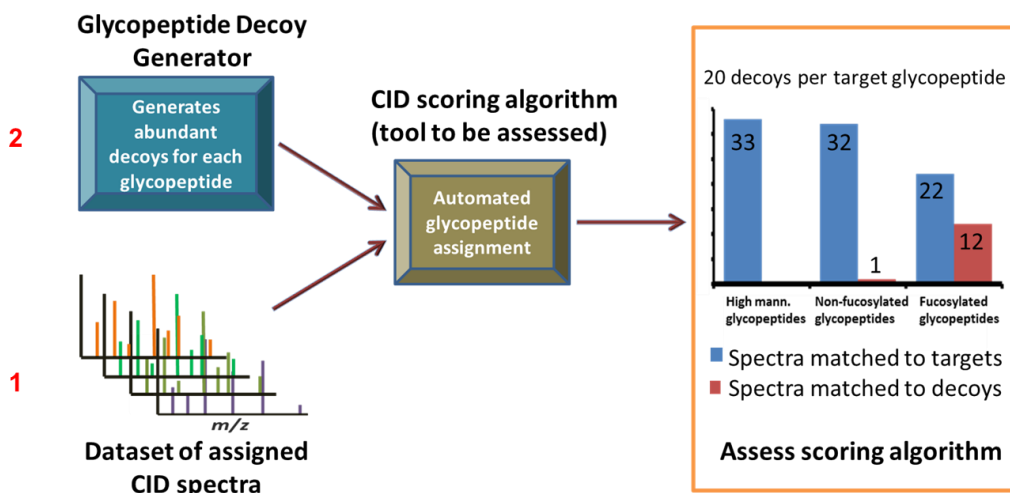 Glycopeptide Decoy
Generator
2
Generates
abundant
decoys for each
glycopeptide
CID scoring algorithm
(tool to be assessed)
Automated
glycopeptide
assignment
1
m/z
Dataset of assigned
CID spectra
20 decoys per target glycopeptide
33
32
1
22
12
High mann.
glycopeptides
Non-fucosylated
glycopeptides
Fucosylated
glycopeptides
Spectra matched to targets
Spectra matched to decoys
Assess scoring algorithm